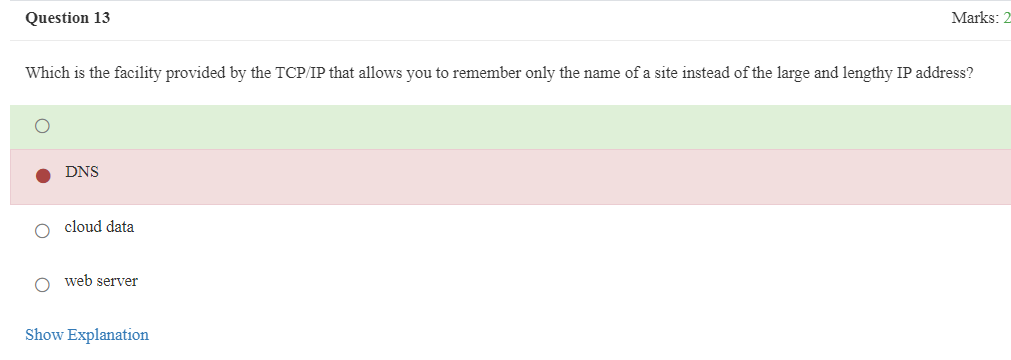 Question 13 Marks: 2
Which is the facility provided by the TCP/IP that allows you to remember only the name of a site instead of the large and lengthy IP address?
DNS
cloud data
web server
Show Explanation